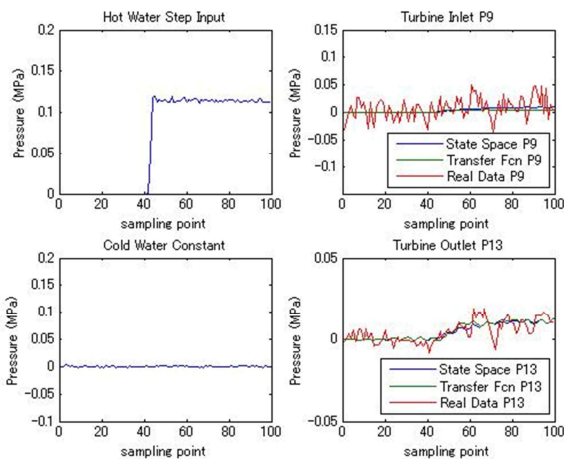 Hot Water Step Input
Pressure (MPa)
0.2
0.15
0.1
0.05
0
0 20 40 60 80 100
sampling point
Turbine Inlet P9
Pressure (MPa)
0.15
0.1
0.05
0
-0.05
-0.1
State Space P9
Transfer Fcn P9
Real Data P9
0 20 40 60 80 100
sampling point
Cold Water Constant
Pressure (MPa)
0.2
0.15
0.1
0.05
0
-0.05
-0.1
0 20 40 60 80 100
sampling point
Turbine Outlet P13
Pressure (MPa)
0.05
0
-0.05
State Space P13
Transfer Fcn P13
Real Data P13
0 20 40 60 80 100
sampling point